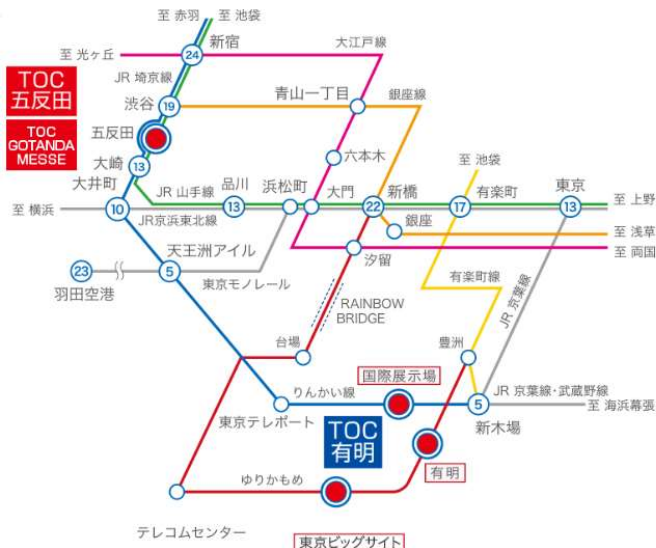 至 赤羽
至 池袋
至 光ヶ丘
24
新宿
大江戸線
JR 埼京線
TOC
五反田
渋谷
19
青山一丁目
銀座線
TOC
GOTANDA
MESSE
五反田
六本木
大崎
13
至 池袋
大井町
JR 山手線
品川
浜松町
大門
新橋
有楽町
東京
至 横浜
10
JR京浜東北線
13
22
17
13
至 上野
銀座
至 浅草
天王洲アイル
汐留
至 両国
23
5
羽田空港
東京モノレール
有楽町線
JR 京葉線
RAINBOW
BRIDGE
台場
豊洲
国際展示場
りんかい線
JR 京葉線・武蔵野線
5
至 海浜幕張
東京テレポート
新木場
TOC
有明
有明
ゆりかもめ
テレコムセンター
東京ビッグサイト